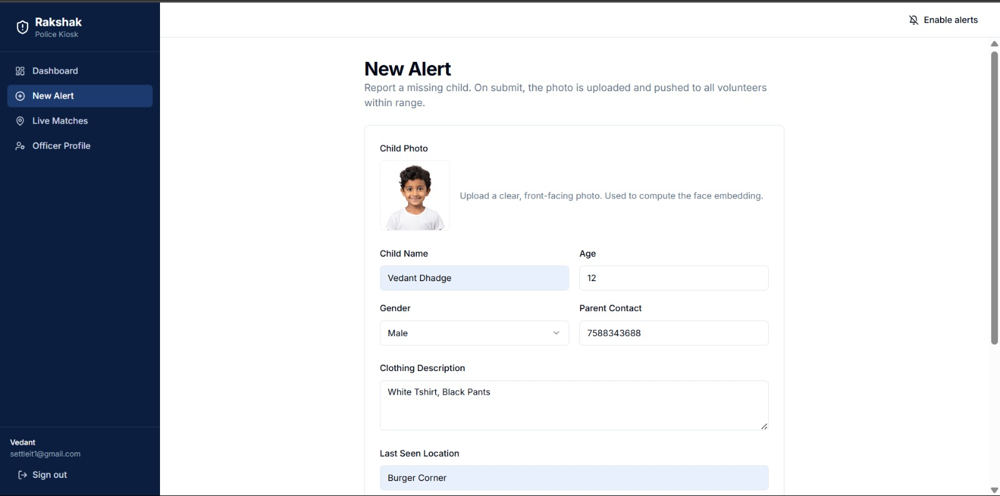 Rakshak
Police Kiosk
Dashboard
New Alert
Live Matches
Officer Profile
Vedant
settleit1@gmail.com
Sign out
Enable alerts
New Alert
Report a missing child. On submit, the photo is uploaded and pushed to all volunteers
within range.
Child Photo
Upload a clear, front-facing photo. Used to compute the face embedding.
Child Name
Age
Vedant Dhadge
12
Gender
Parent Contact
Male
7588343688
Clothing Description
White Tshirt, Black Pants
Last Seen Location
Burger Corner